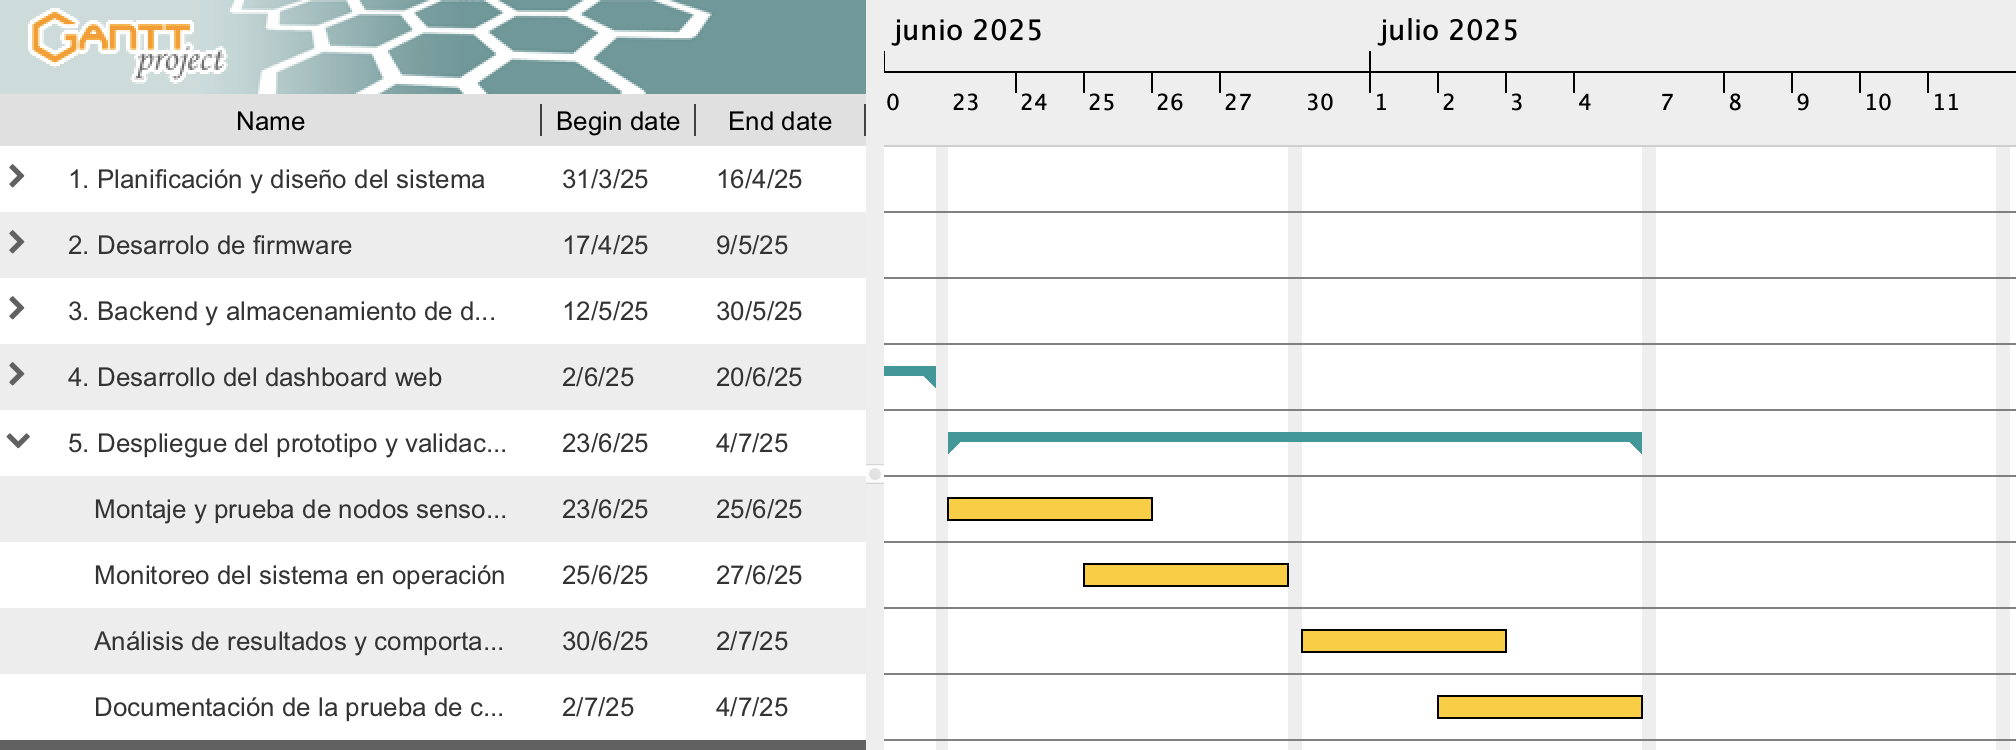 GANTT
project
junio 2025 julio 2025
0 23 24 25 26 27 30 1 2 3 4 7 8 9 10 11
Name Begin date End date
1. Planificación y diseño del sistema 31/3/25 16/4/25
2. Desarrolo de firmware 17/4/25 9/5/25
3. Backend y almacenamiento de d... 12/5/25 30/5/25
4. Desarrollo del dashboard web 2/6/25 20/6/25
5. Despliegue del prototipo y validac... 23/6/25 4/7/25
Montaje y prueba de nodos senso... 23/6/25 25/6/25
Monitoreo del sistema en operación 25/6/25 27/6/25
Análisis de resultados y comporta... 30/6/25 2/7/25
Documentación de la prueba de c... 2/7/25 4/7/25